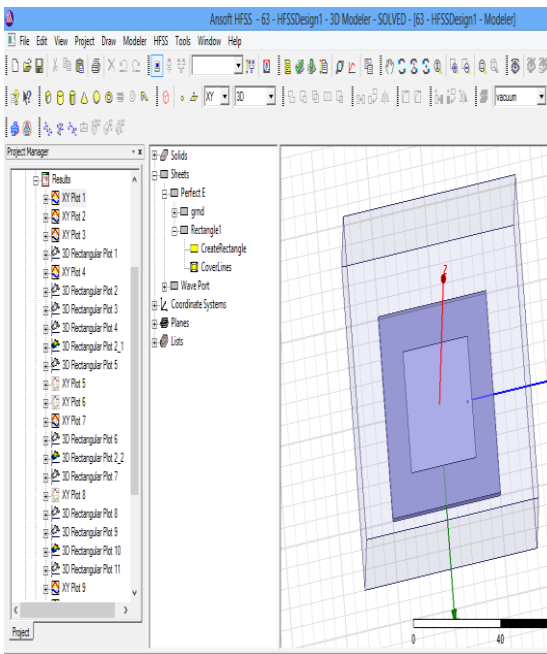 Ansoft HFSS - 63 - HFSSDesign1 - 3D Modeler - SOLVED - [63 - HFSSDesign1 - Modeler]
File Edit View Project Draw Modeler HFSS Tools Window Help
XY 3D vacuum
Project Manager
Results
XY Plot 1
XY Plot 2
XY Plot 3
3D Rectangular Plot 1
XY Plot 4
3D Rectangular Plot 2
3D Rectangular Plot 3
3D Rectangular Plot 4
3D Rectangular Plot 2_1
3D Rectangular Plot 5
XY Plot 5
XY Plot 6
XY Plot 7
3D Rectangular Plot 6
3D Rectangular Plot 2_2
3D Rectangular Plot 7
XY Plot 8
3D Rectangular Plot 8
3D Rectangular Plot 9
3D Rectangular Plot 10
3D Rectangular Plot 11
XY Plot 9
Project
Solids
Sheets
Perfect E
grnd
Rectangle1
CreateRectangle
CoverLines
Wave Port
Coordinate Systems
Planes
Lists
Z
0 40